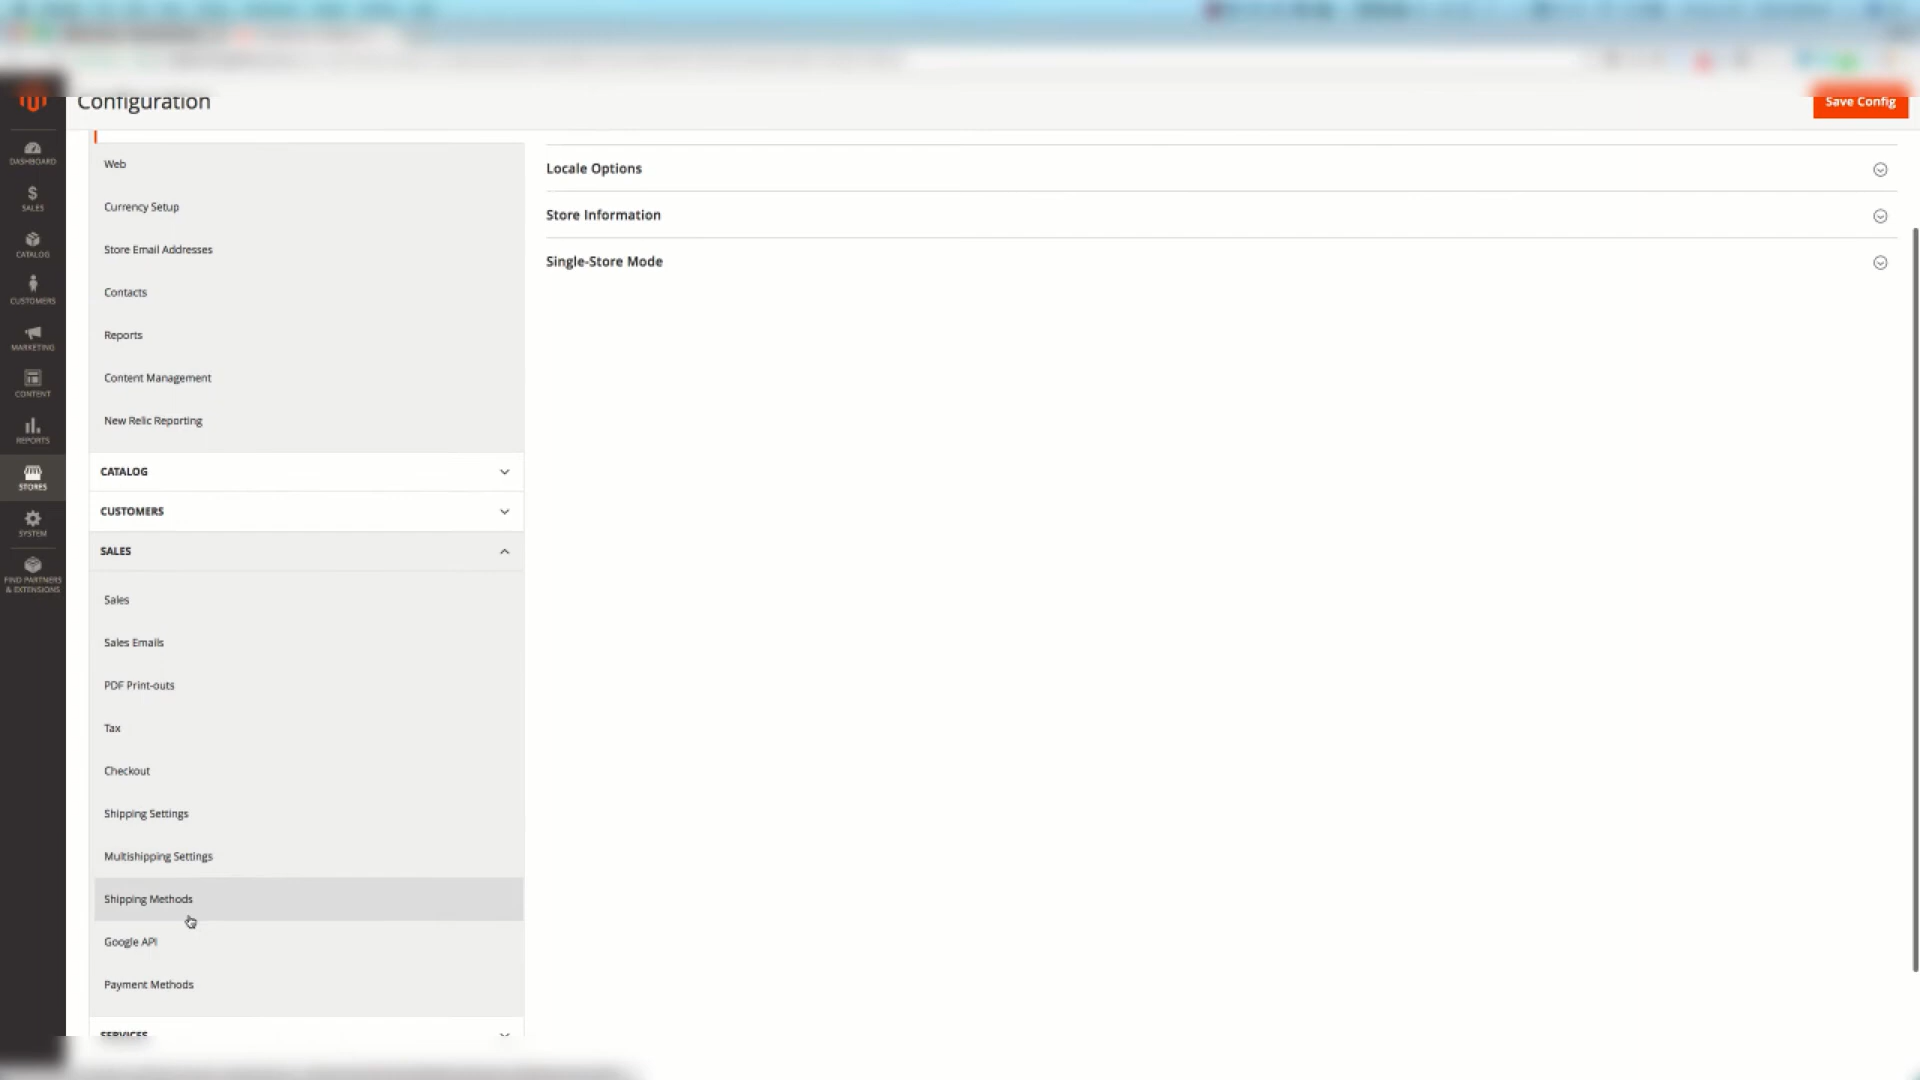 Configuration
Save Config
DASHBOARD
SALES
CATALOG
CUSTOMERS
MARKETING
CONTENT
REPORTS
STORES
SYSTEM
FIND PARTNERS
& EXTENSIONS
Web
Currency Setup
Store Email Addresses
Contacts
Reports
Content Management
New Relic Reporting
CATALOG
CUSTOMERS
SALES
Sales
Sales Emails
PDF Print-outs
Tax
Checkout
Shipping Settings
Multishipping Settings
Shipping Methods
Google API
Payment Methods
SERVICES
Locale Options
Store Information
Single-Store Mode